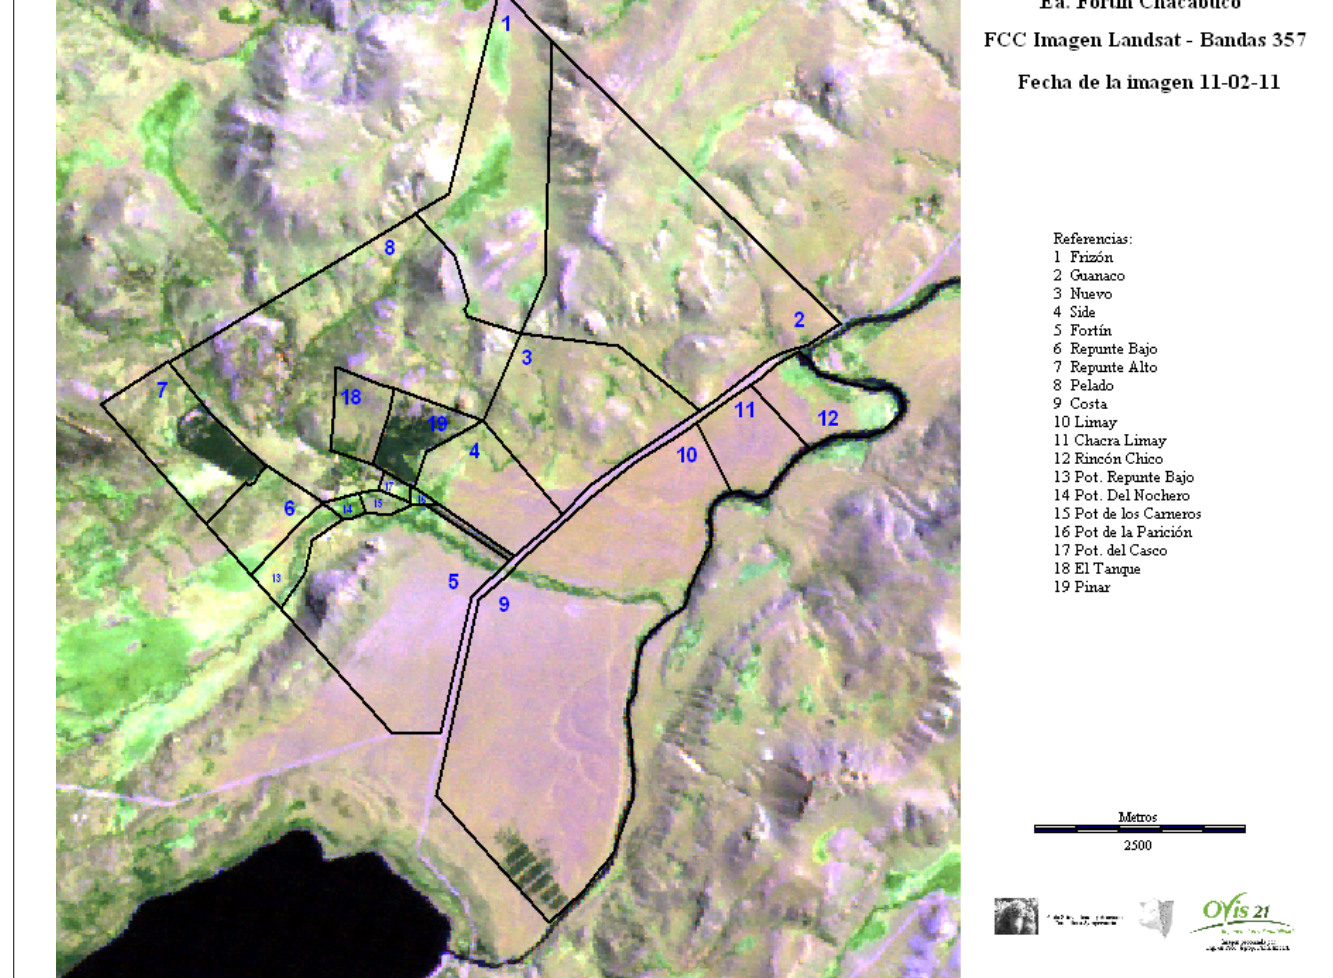 Ea. Fortín Chacabuco
FCC Imagen Landsat - Bandas 357
Fecha de la imagen 11-02-11
1
2
3
4
5
6
7
8
9
10
11
12
13
14
15
16
17
18
19
Referencias:
1 Frizón
2 Guanaco
3 Nuevo
4 Side
5 Fortín
6 Repunte Bajo
7 Repunte Alto
8 Pelado
9 Costa
10 Limay
11 Chacra Limay
12 Rincón Chico
13 Pot. Repunte Bajo
14 Pot. Del Nochero
15 Pot de los Carneros
16 Pot de la Parición
17 Pot. del Casco
18 El Tanque
19 Pinar
Metros
2500
Ovis 21